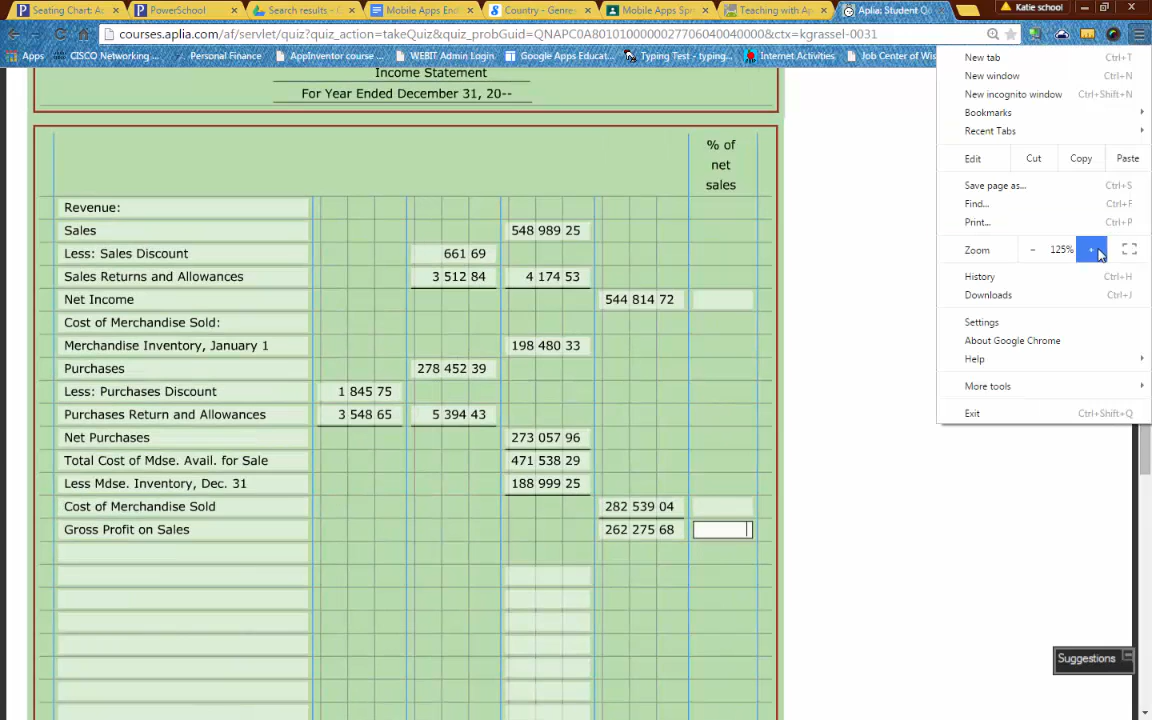 Seating Chart: Ac
PowerSchool
Search results - C
Mobile Apps End
Country - Genres
Mobile Apps Spr
Teaching with Ap
Aplia: Student Qu
Katie school
courses.aplia.com/af/servlet/quiz?quiz_action=takeQuiz&quiz_probGuid=QNAPC0A8010100000027706040040000&ctx=kgrassel-0031
Apps
CISCO Networking ...
Personal Finance
AppInventor course ...
WEBIT Admin Login
Google Apps Educat...
Typing Test - typing...
Internet Activities
Job Center of Wis
Income Statement
For Year Ended December 31, 20--
% of
net
sales
Revenue:
Sales 548 989 25
Less: Sales Discount 661 69
Sales Returns and Allowances 3 512 84 4 174 53
Net Income 544 814 72
Cost of Merchandise Sold:
Merchandise Inventory, January 1 198 480 33
Purchases 278 452 39
Less: Purchases Discount 1 845 75
Purchases Return and Allowances 3 548 65 5 394 43
Net Purchases 273 057 96
Total Cost of Mdse. Avail. for Sale 471 538 29
Less Mdse. Inventory, Dec. 31 188 999 25
Cost of Merchandise Sold 282 539 04
Gross Profit on Sales 262 275 68
New tab Ctrl+T
New window Ctrl+N
New incognito window Ctrl+Shift+N
Bookmarks
Recent Tabs
Edit Cut Copy Paste
Save page as... Ctrl+S
Find... Ctrl+F
Print... Ctrl+P
Zoom − 125% +
History Ctrl+H
Downloads Ctrl+J
Settings
About Google Chrome
Help
More tools
Exit Ctrl+Shift+Q
Suggestions